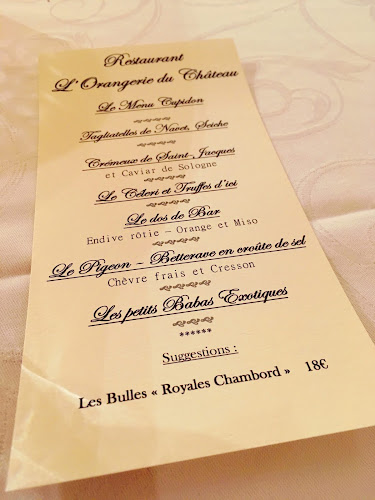 Restaurant
L'Orangerie du Château
Le Menu Cupidon
Tagliatelles de Navet, Seiche
Crémeux de Saint-Jacques
et Caviar de Sologne
Le Céleri et Truffes d'ici
Le dos de Bar
Endive rôtie – Orange et Miso
Le Pigeon – Betterave en croûte de sel
Chèvre frais et Cresson
Les petits Babas Exotiques
******
Suggestions :
Les Bulles « Royales Chambord » 18€